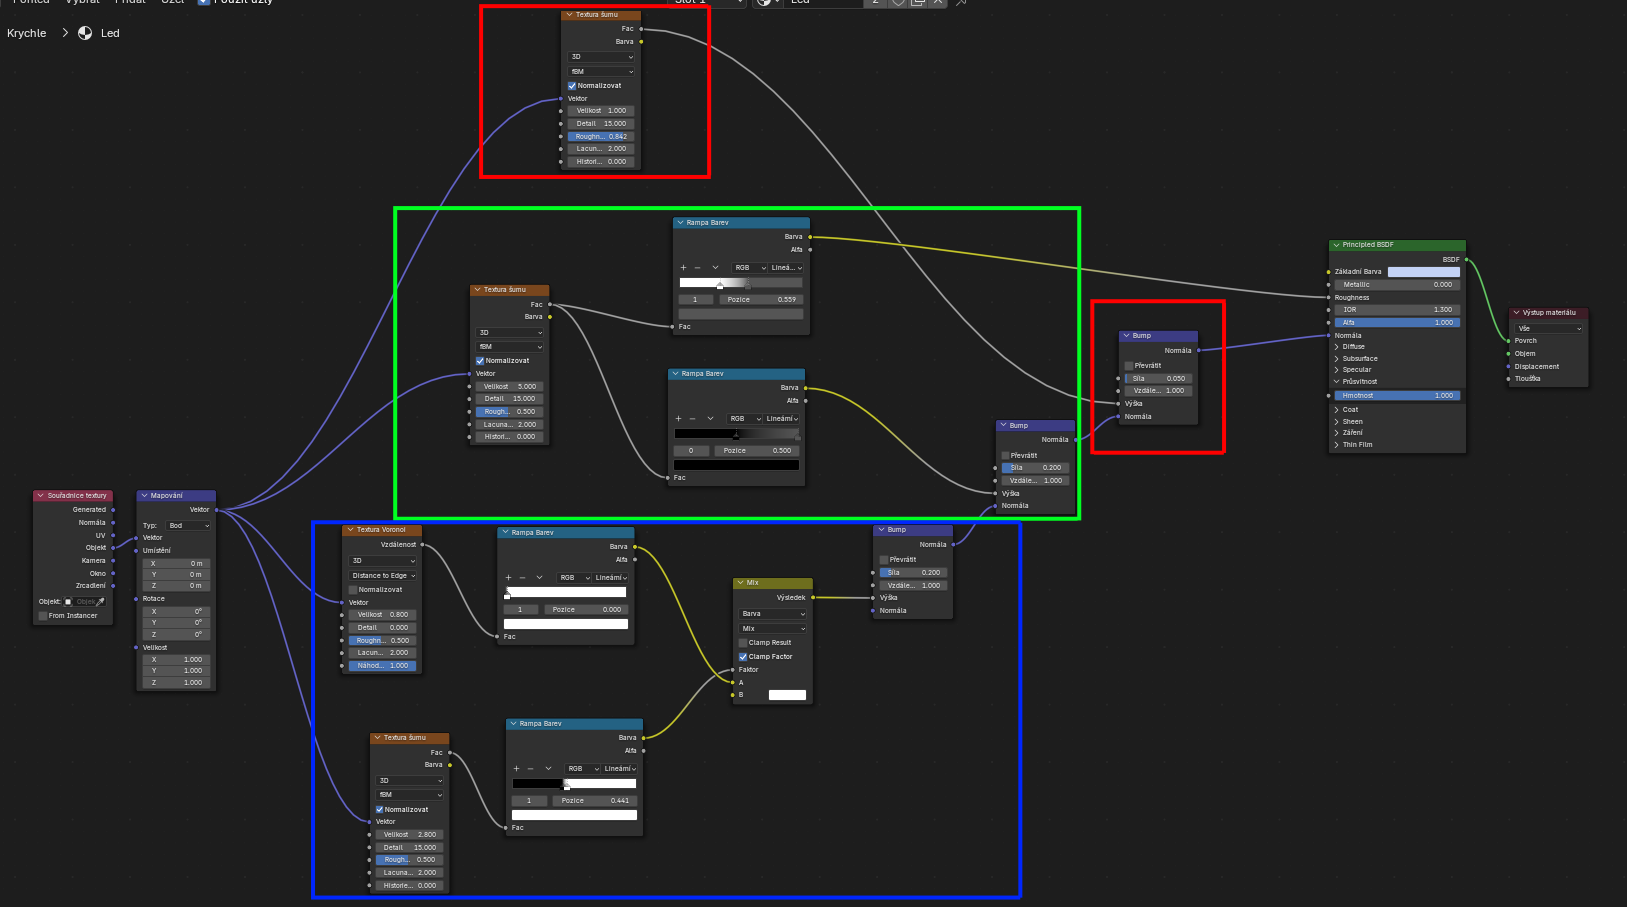 Pohled Vybrat Přidat Uzel Použít uzly Slot 1 Led 2
Krychle > Led
Textura šumu
Fac
Barva
3D
fBM
Normalizovat
Vektor
Velikost 1.000
Detail 15.000
Roughn... 0.842
Lacun... 2.000
Histori... 0.000
Rampa Barev
Barva
Alfa
RGB Lineá...
1 Pozice 0.559
Fac
Textura šumu
Fac
Barva
3D
fBM
Normalizovat
Vektor
Velikost 5.000
Detail 15.000
Rough... 0.500
Lacuna... 2.000
Histori... 0.000
Rampa Barev
Barva
Alfa
RGB Lineární
0 Pozice 0.500
Fac
Bump
Normála
Převrátit
Síla 0.200
Vzdále... 1.000
Výška
Normála
Bump
Normála
Převrátit
Síla 0.050
Vzdále... 1.000
Výška
Normála
Principled BSDF
BSDF
Základní Barva
Metallic 0.000
Roughness
IOR 1.300
Alfa 1.000
Normála
Diffuse
Subsurface
Specular
Průsvitnost
Hmotnost 1.000
Coat
Sheen
Záření
Thin Film
Výstup materiálu
Vše
Povrch
Objem
Displacement
Tloušťka
Souřadnice textury
Generated
Normála
UV
Objekt
Kamera
Okno
Zrcadlení
Objekt: Objek
From Instancer
Mapování
Vektor
Typ: Bod
Vektor
Umístění
X 0 m
Y 0 m
Z 0 m
Rotace
X 0°
Y 0°
Z 0°
Velikost
X 1.000
Y 1.000
Z 1.000
Textura Voronoi
Vzdálenost
3D
Distance to Edge
Normalizovat
Vektor
Velikost 0.800
Detail 0.000
Roughn... 0.500
Lacun... 2.000
Náhod... 1.000
Rampa Barev
Barva
Alfa
RGB Lineární
1 Pozice 0.000
Fac
Mix
Výsledek
Barva
Mix
Clamp Result
Clamp Factor
Faktor
A
B
Bump
Normála
Převrátit
Síla 0.200
Vzdále... 1.000
Výška
Normála
Textura šumu
Fac
Barva
3D
fBM
Normalizovat
Vektor
Velikost 2.800
Detail 15.000
Rough... 0.500
Lacuna... 2.000
Historie... 0.000
Rampa Barev
Barva
Alfa
RGB Lineární
1 Pozice 0.441
Fac